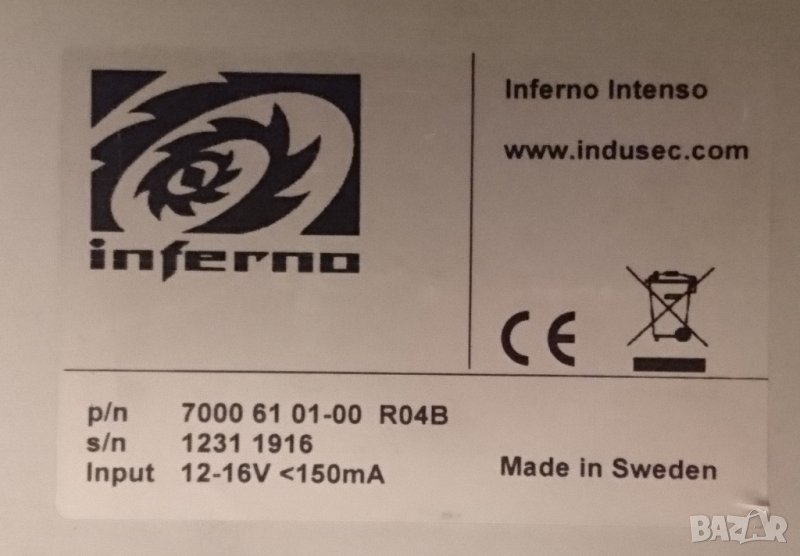 inferno
Inferno Intenso
www.indusec.com
CE
p/n 7000 61 01-00 R04B
s/n 1231 1916
Input 12-16V <150mA
Made in Sweden
BAZAR